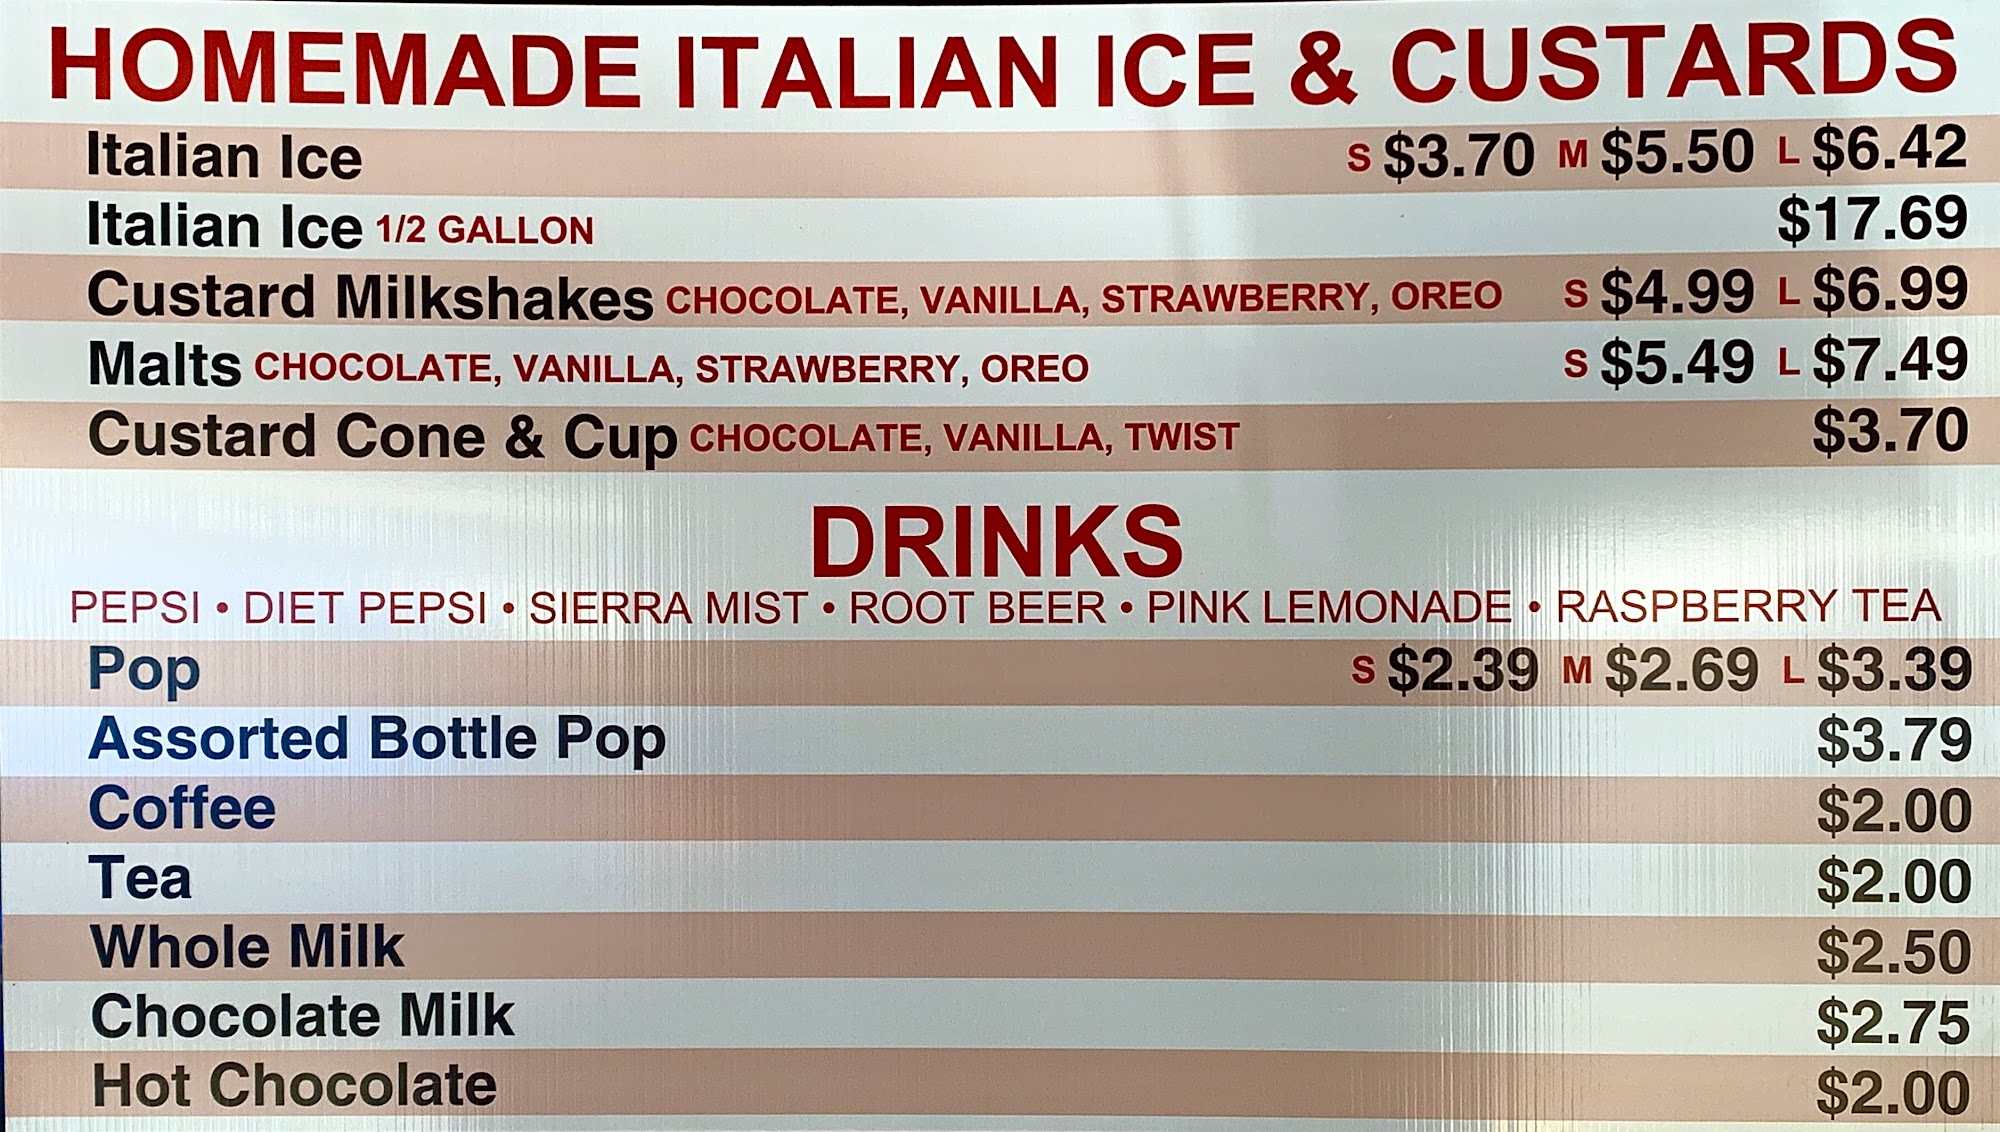 HOMEMADE ITALIAN ICE & CUSTARDS
Italian Ice S $3.70 M $5.50 L $6.42
Italian Ice 1/2 GALLON $17.69
Custard Milkshakes CHOCOLATE, VANILLA, STRAWBERRY, OREO S $4.99 L $6.99
Malts CHOCOLATE, VANILLA, STRAWBERRY, OREO S $5.49 L $7.49
Custard Cone & Cup CHOCOLATE, VANILLA, TWIST $3.70
DRINKS
PEPSI • DIET PEPSI • SIERRA MIST • ROOT BEER • PINK LEMONADE • RASPBERRY TEA
Pop S $2.39 M $2.69 L $3.39
Assorted Bottle Pop $3.79
Coffee $2.00
Tea $2.00
Whole Milk $2.50
Chocolate Milk $2.75
Hot Chocolate $2.00